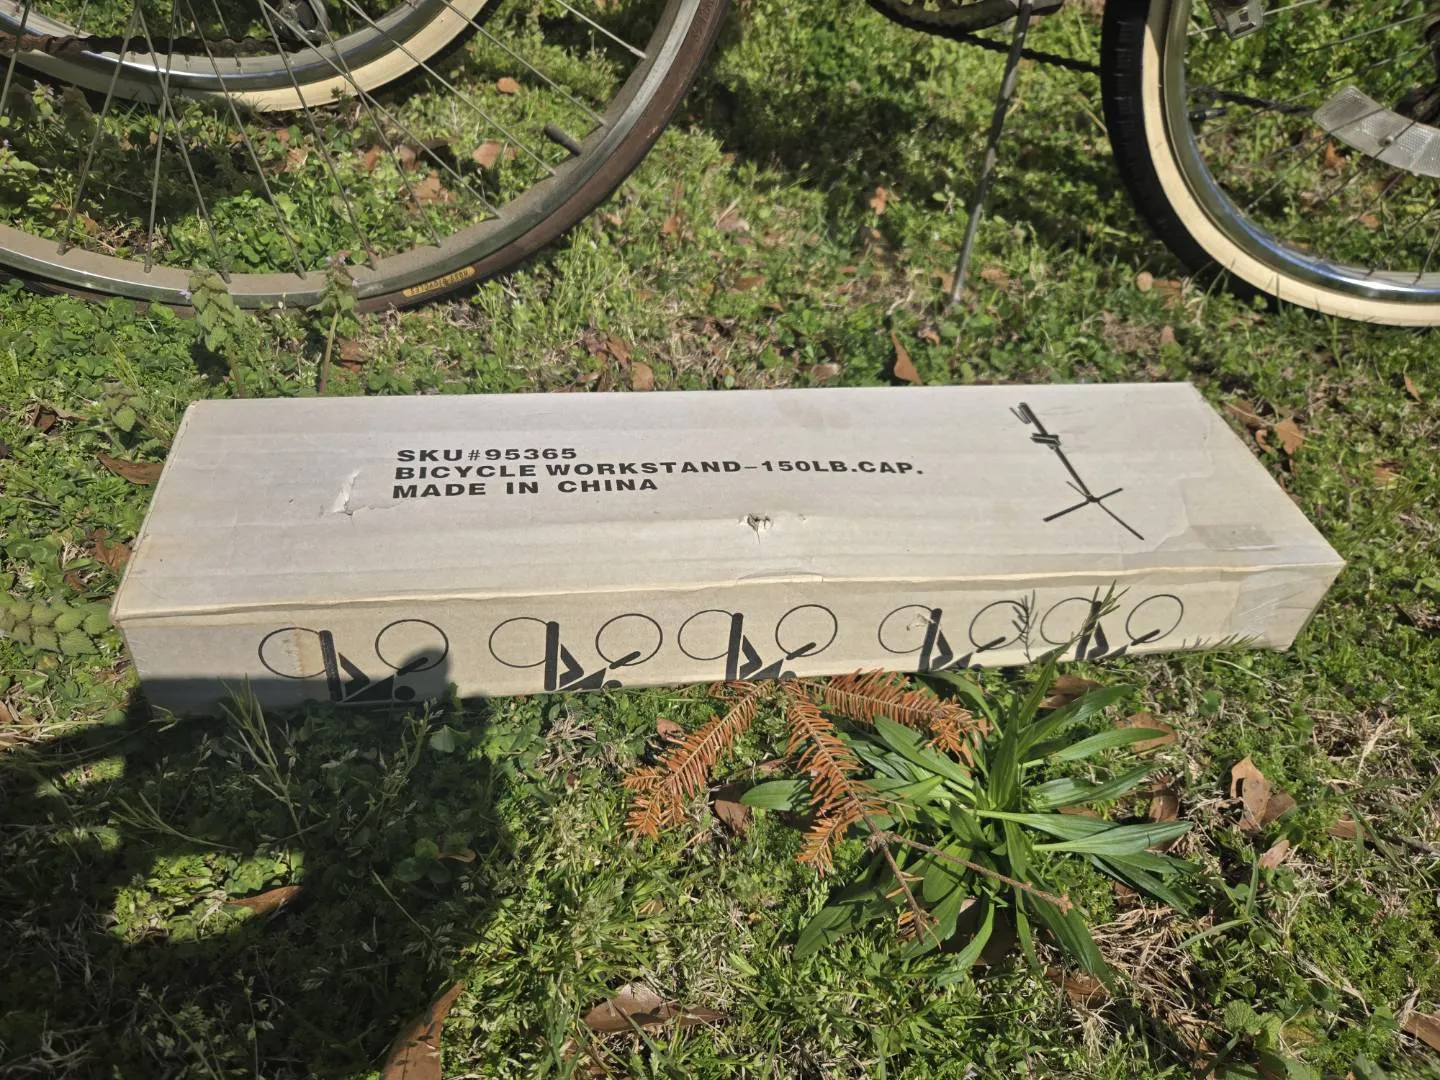 SKU#95365
BICYCLE WORKSTAND-150LB.CAP.
MADE IN CHINA